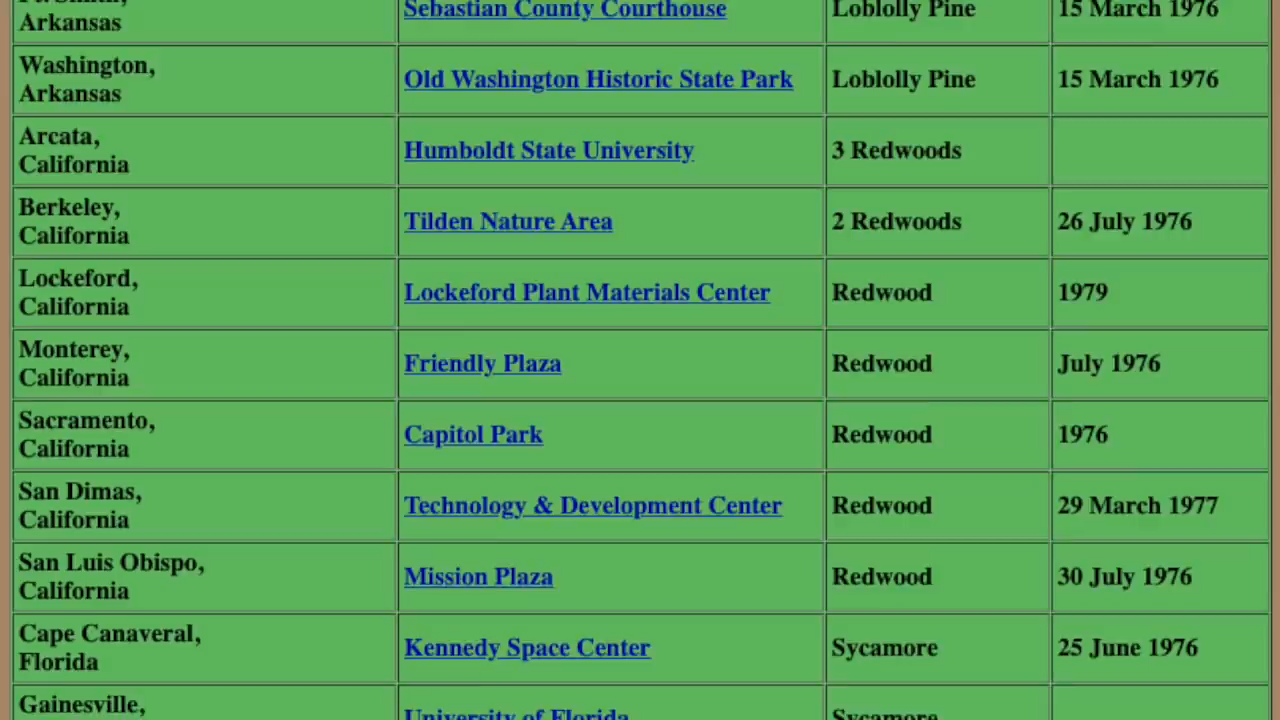 Arkansas
Sebastian County Courthouse
Loblolly Pine
15 March 1976
Washington,
Arkansas
Old Washington Historic State Park
Loblolly Pine
15 March 1976
Arcata,
California
Humboldt State University
3 Redwoods
Berkeley,
California
Tilden Nature Area
2 Redwoods
26 July 1976
Lockeford,
California
Lockeford Plant Materials Center
Redwood
1979
Monterey,
California
Friendly Plaza
Redwood
July 1976
Sacramento,
California
Capitol Park
Redwood
1976
San Dimas,
California
Technology & Development Center
Redwood
29 March 1977
San Luis Obispo,
California
Mission Plaza
Redwood
30 July 1976
Cape Canaveral,
Florida
Kennedy Space Center
Sycamore
25 June 1976
Gainesville,
University of Florida
Sycamore